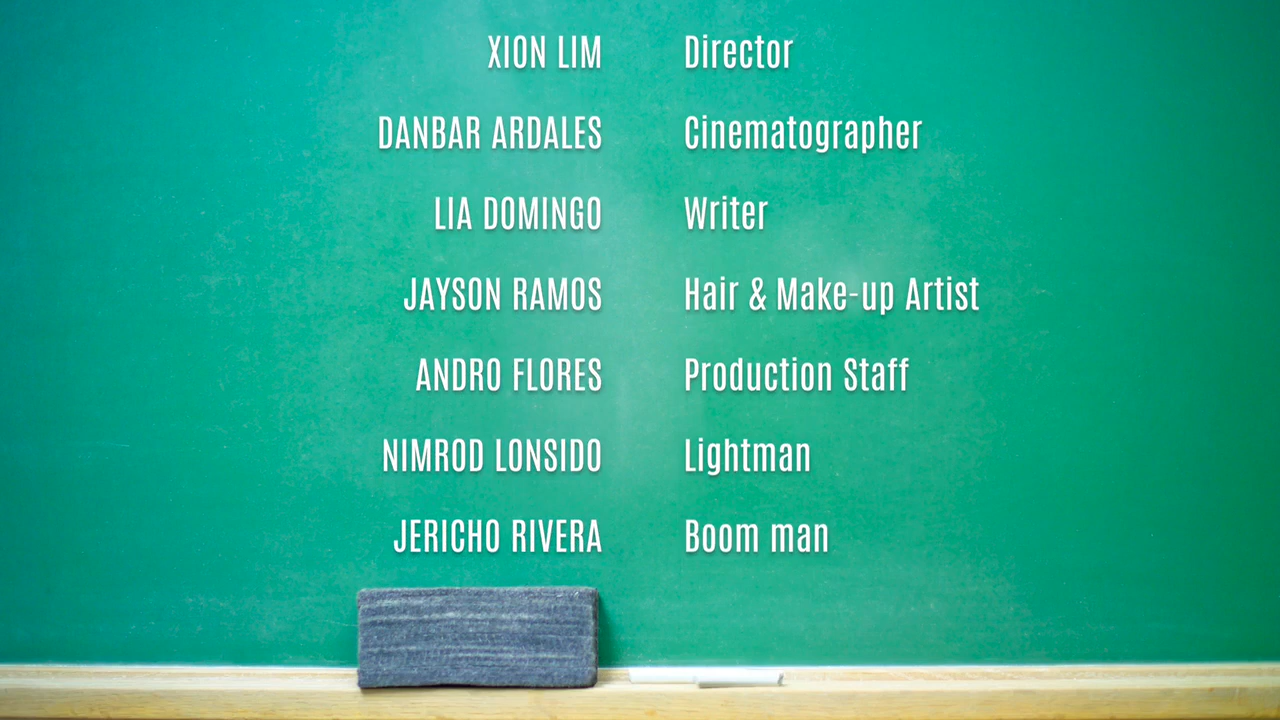 XION LIM Director
DANBAR ARDALES Cinematographer
LIA DOMINGO Writer
JAYSON RAMOS Hair & Make-up Artist
ANDRO FLORES Production Staff
NIMROD LONSIDO Lightman
JERICHO RIVERA Boom man